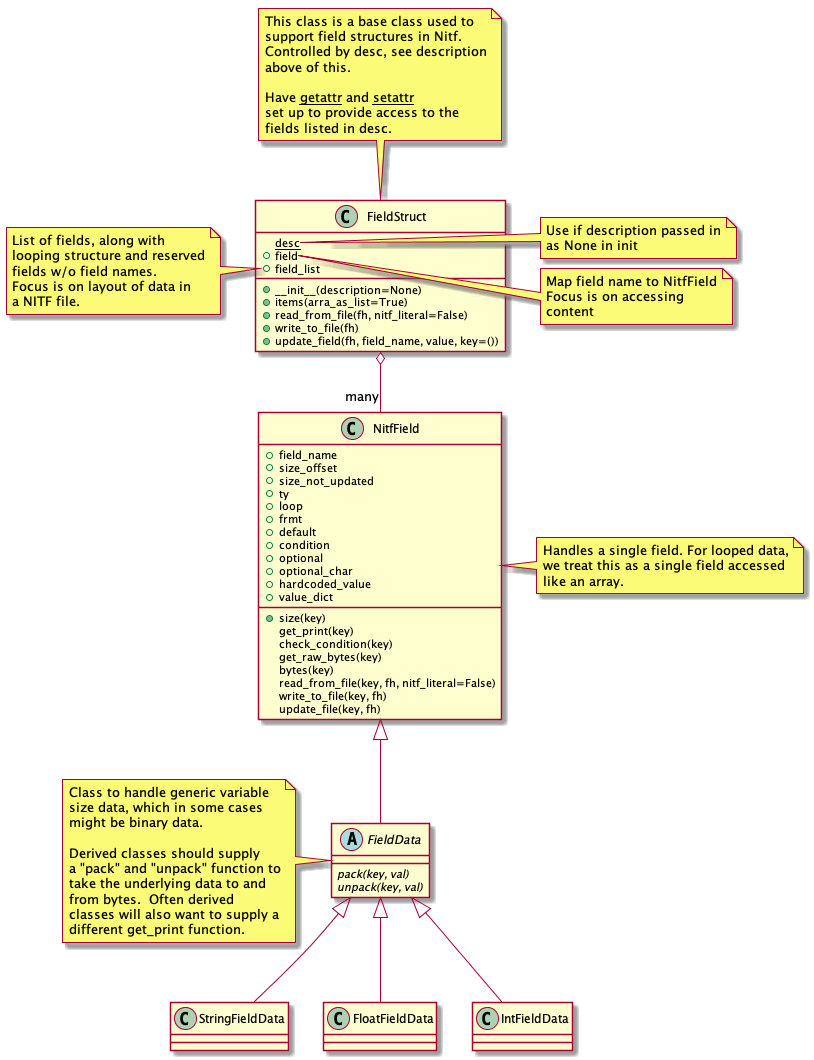 This class is a base class used to
support field structures in Nitf.
Controlled by desc, see description
above of this.
Have getattr and setattr
set up to provide access to the
fields listed in desc.
C FieldStruct
desc
field
field_list
__init__(description=None)
items(arra_as_list=True)
read_from_file(fh, nitf_literal=False)
write_to_file(fh)
update_field(fh, field_name, value, key=())
List of fields, along with
looping structure and reserved
fields w/o field names.
Focus is on layout of data in
a NITF file.
Use if description passed in
as None in init
Map field name to NitfField
Focus is on accessing
content
many
C NitfField
field_name
size_offset
size_not_updated
ty
loop
frmt
default
condition
optional
optional_char
hardcoded_value
value_dict
size(key)
get_print(key)
check_condition(key)
get_raw_bytes(key)
bytes(key)
read_from_file(key, fh, nitf_literal=False)
write_to_file(key, fh)
update_file(key, fh)
Handles a single field. For looped data,
we treat this as a single field accessed
like an array.
Class to handle generic variable
size data, which in some cases
might be binary data.
Derived classes should supply
a "pack" and "unpack" function to
take the underlying data to and
from bytes.  Often derived
classes will also want to supply a
different get_print function.
A FieldData
pack(key, val)
unpack(key, val)
C StringFieldData
C FloatFieldData
C IntFieldData